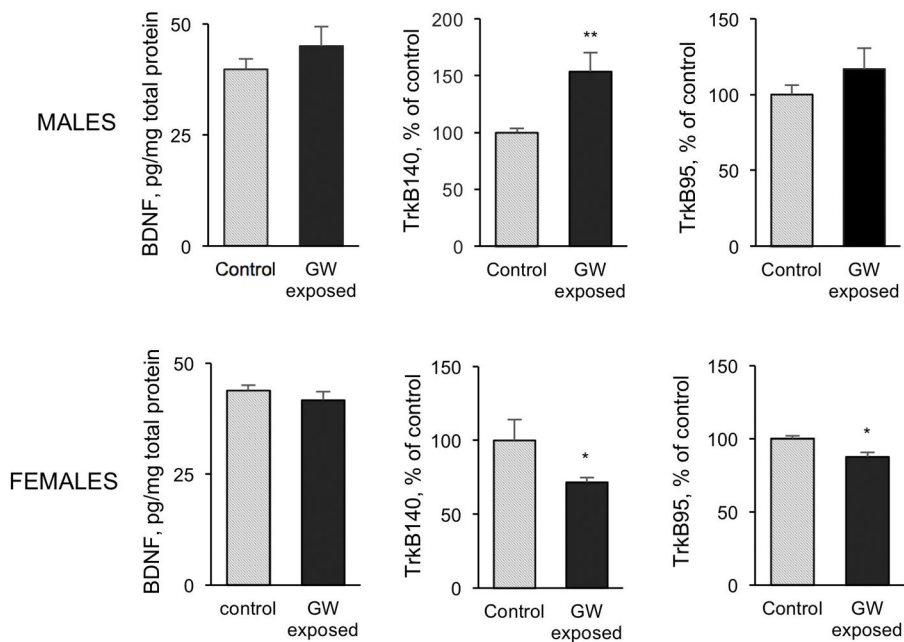 MALES
BDNF, pg/mg total protein
50
25
0
Control
GW
exposed
TrkB140, % of control
200
150
100
50
0
**
Control
GW
exposed
TrkB95, % of control
150
100
50
0
Control
GW
exposed
FEMALES
BDNF, pg/mg total protein
50
25
0
control
GW
exposed
TrkB140, % of control
150
100
50
0
*
Control
GW
exposed
TrkB95, % of control
150
100
50
0
*
Control
GW
exposed